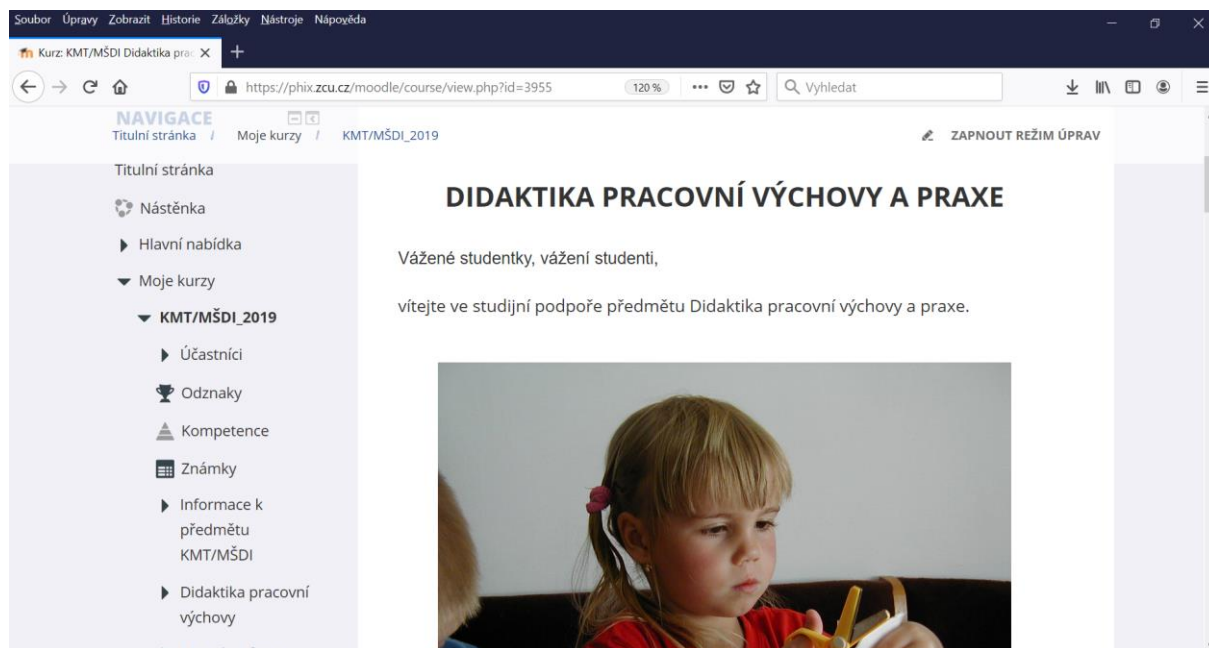 Soubor Úpravy Zobrazit Historie Záložky Nástroje Nápověda
Kurz: KMT/MŠDI Didaktika prac
https://phix.zcu.cz/moodle/course/view.php?id=3955 120 % Vyhledat
NAVIGACE
Titulní stránka / Moje kurzy / KMT/MŠDI_2019 ZAPNOUT REŽIM ÚPRAV
Titulní stránka
Nástěnka
Hlavní nabídka
Moje kurzy
KMT/MŠDI_2019
Účastníci
Odznaky
Kompetence
Známky
Informace k
předmětu
KMT/MŠDI
Didaktika pracovní
výchovy
DIDAKTIKA PRACOVNÍ VÝCHOVY A PRAXE
Vážené studentky, vážení studenti,
vítejte ve studijní podpoře předmětu Didaktika pracovní výchovy a praxe.